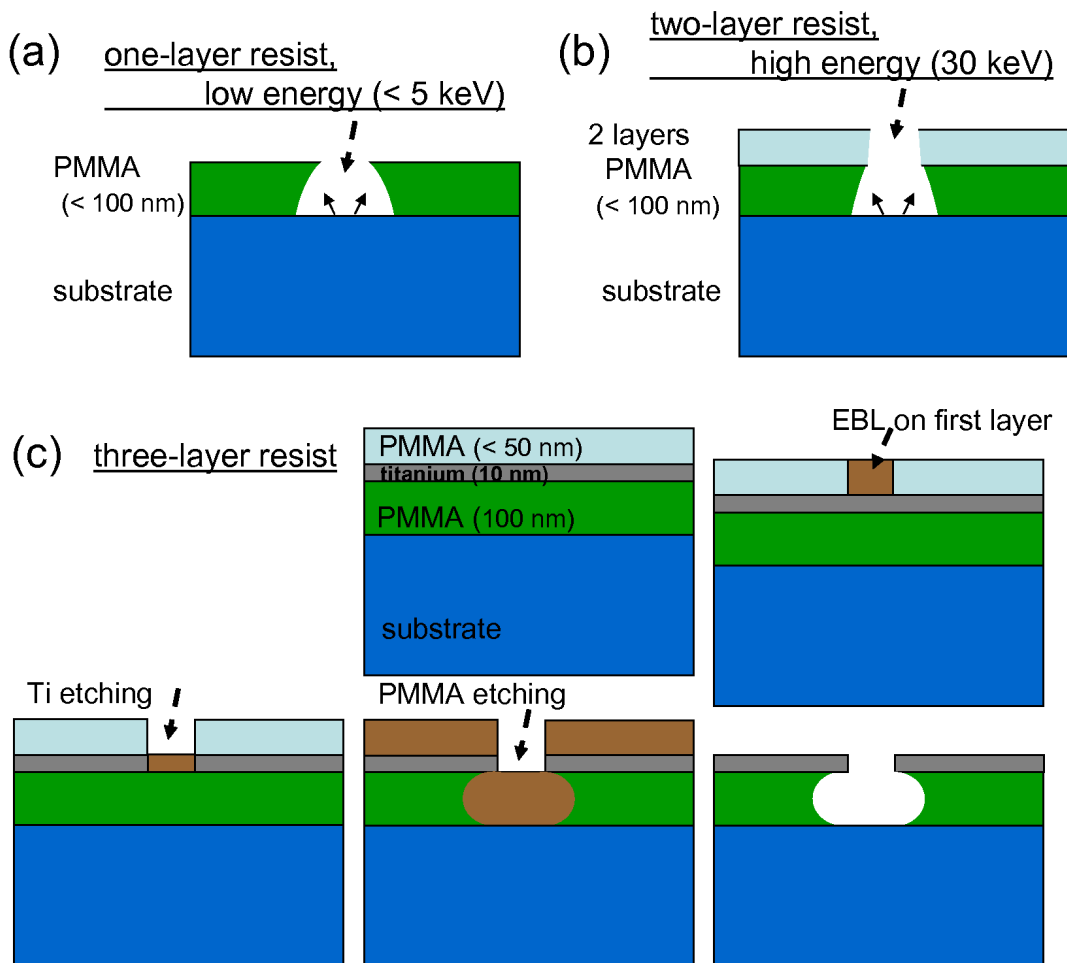 (a)
one-layer resist,
low energy (< 5 keV)
PMMA
(< 100 nm)
substrate
(b)
two-layer resist,
high energy (30 keV)
2 layers
PMMA
(< 100 nm)
substrate
(c) three-layer resist
PMMA (< 50 nm)
titanium (10 nm)
PMMA (100 nm)
substrate
EBL on first layer
Ti etching
PMMA etching